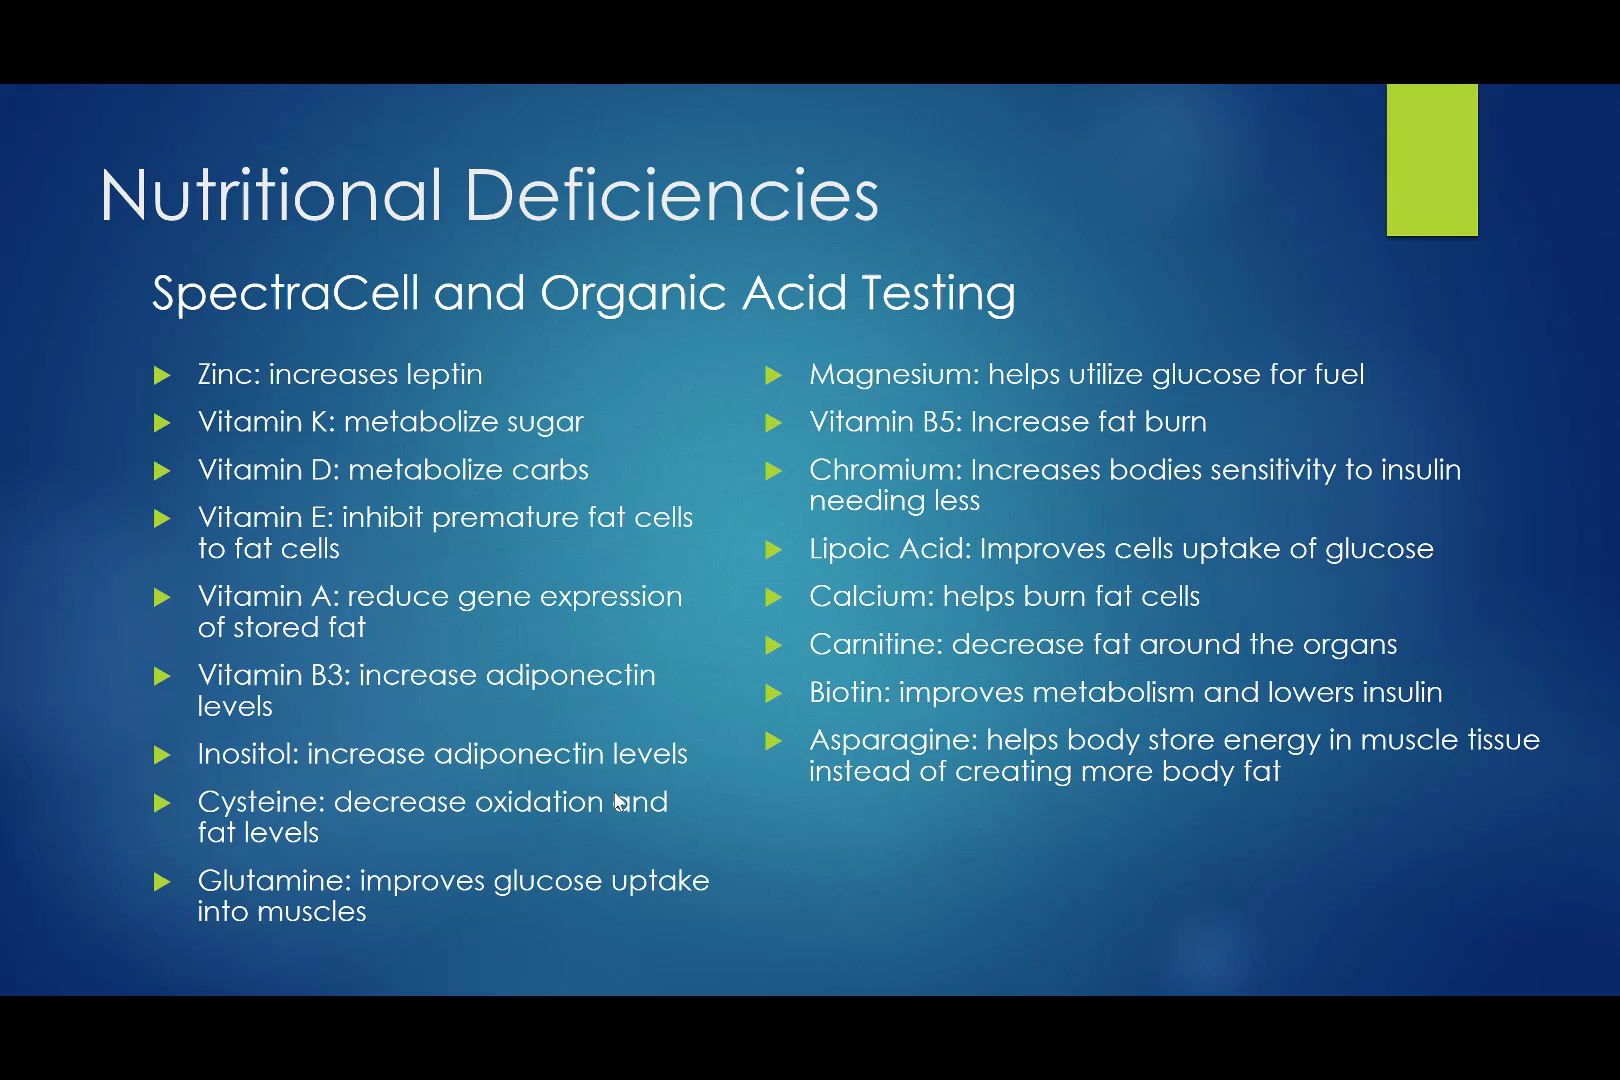 Nutritional Deficiencies
SpectraCell and Organic Acid Testing
Zinc: increases leptin
Vitamin K: metabolize sugar
Vitamin D: metabolize carbs
Vitamin E: inhibit premature fat cells
to fat cells
Vitamin A: reduce gene expression
of stored fat
Vitamin B3: increase adiponectin
levels
Inositol: increase adiponectin levels
Cysteine: decrease oxidation and
fat levels
Glutamine: improves glucose uptake
into muscles
Magnesium: helps utilize glucose for fuel
Vitamin B5: Increase fat burn
Chromium: Increases bodies sensitivity to insulin
needing less
Lipoic Acid: Improves cells uptake of glucose
Calcium: helps burn fat cells
Carnitine: decrease fat around the organs
Biotin: improves metabolism and lowers insulin
Asparagine: helps body store energy in muscle tissue
instead of creating more body fat